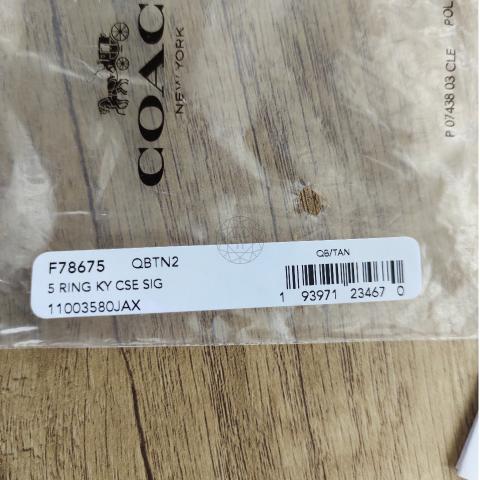 COAC
NEW YORK
P 07438 03 CLE
POL
F78675 QBTN2
5 RING KY CSE SIG
11003580JAX
QB/TAN
1 93971 23467 0